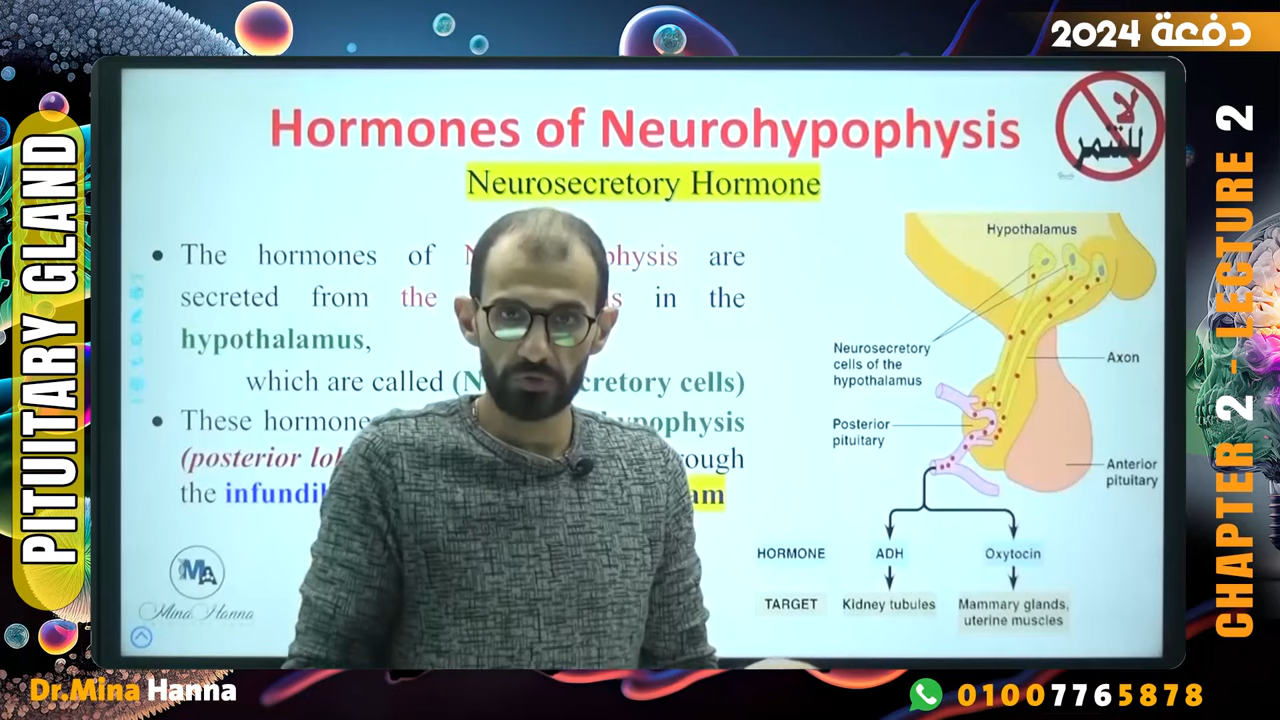 دفعة 2024
PITUITARY GLAND
CHAPTER 2 - LECTURE 2
Hormones of Neurohypophysis
لا للتنمر
Neurosecretory Hormone
• The hormones of physis are
secreted from the in the
hypothalamus,
which are called (N cretory cells)
• These hormone hypophysis
(posterior lo rough
the infundi am
Hypothalamus
Neurosecretory
cells of the
hypothalamus
Axon
Posterior
pituitary
Anterior
pituitary
HORMONE ADH Oxytocin
TARGET Kidney tubules Mammary glands,
uterine muscles
MA
Mina Hanna
Dr.Mina Hanna
01007765878